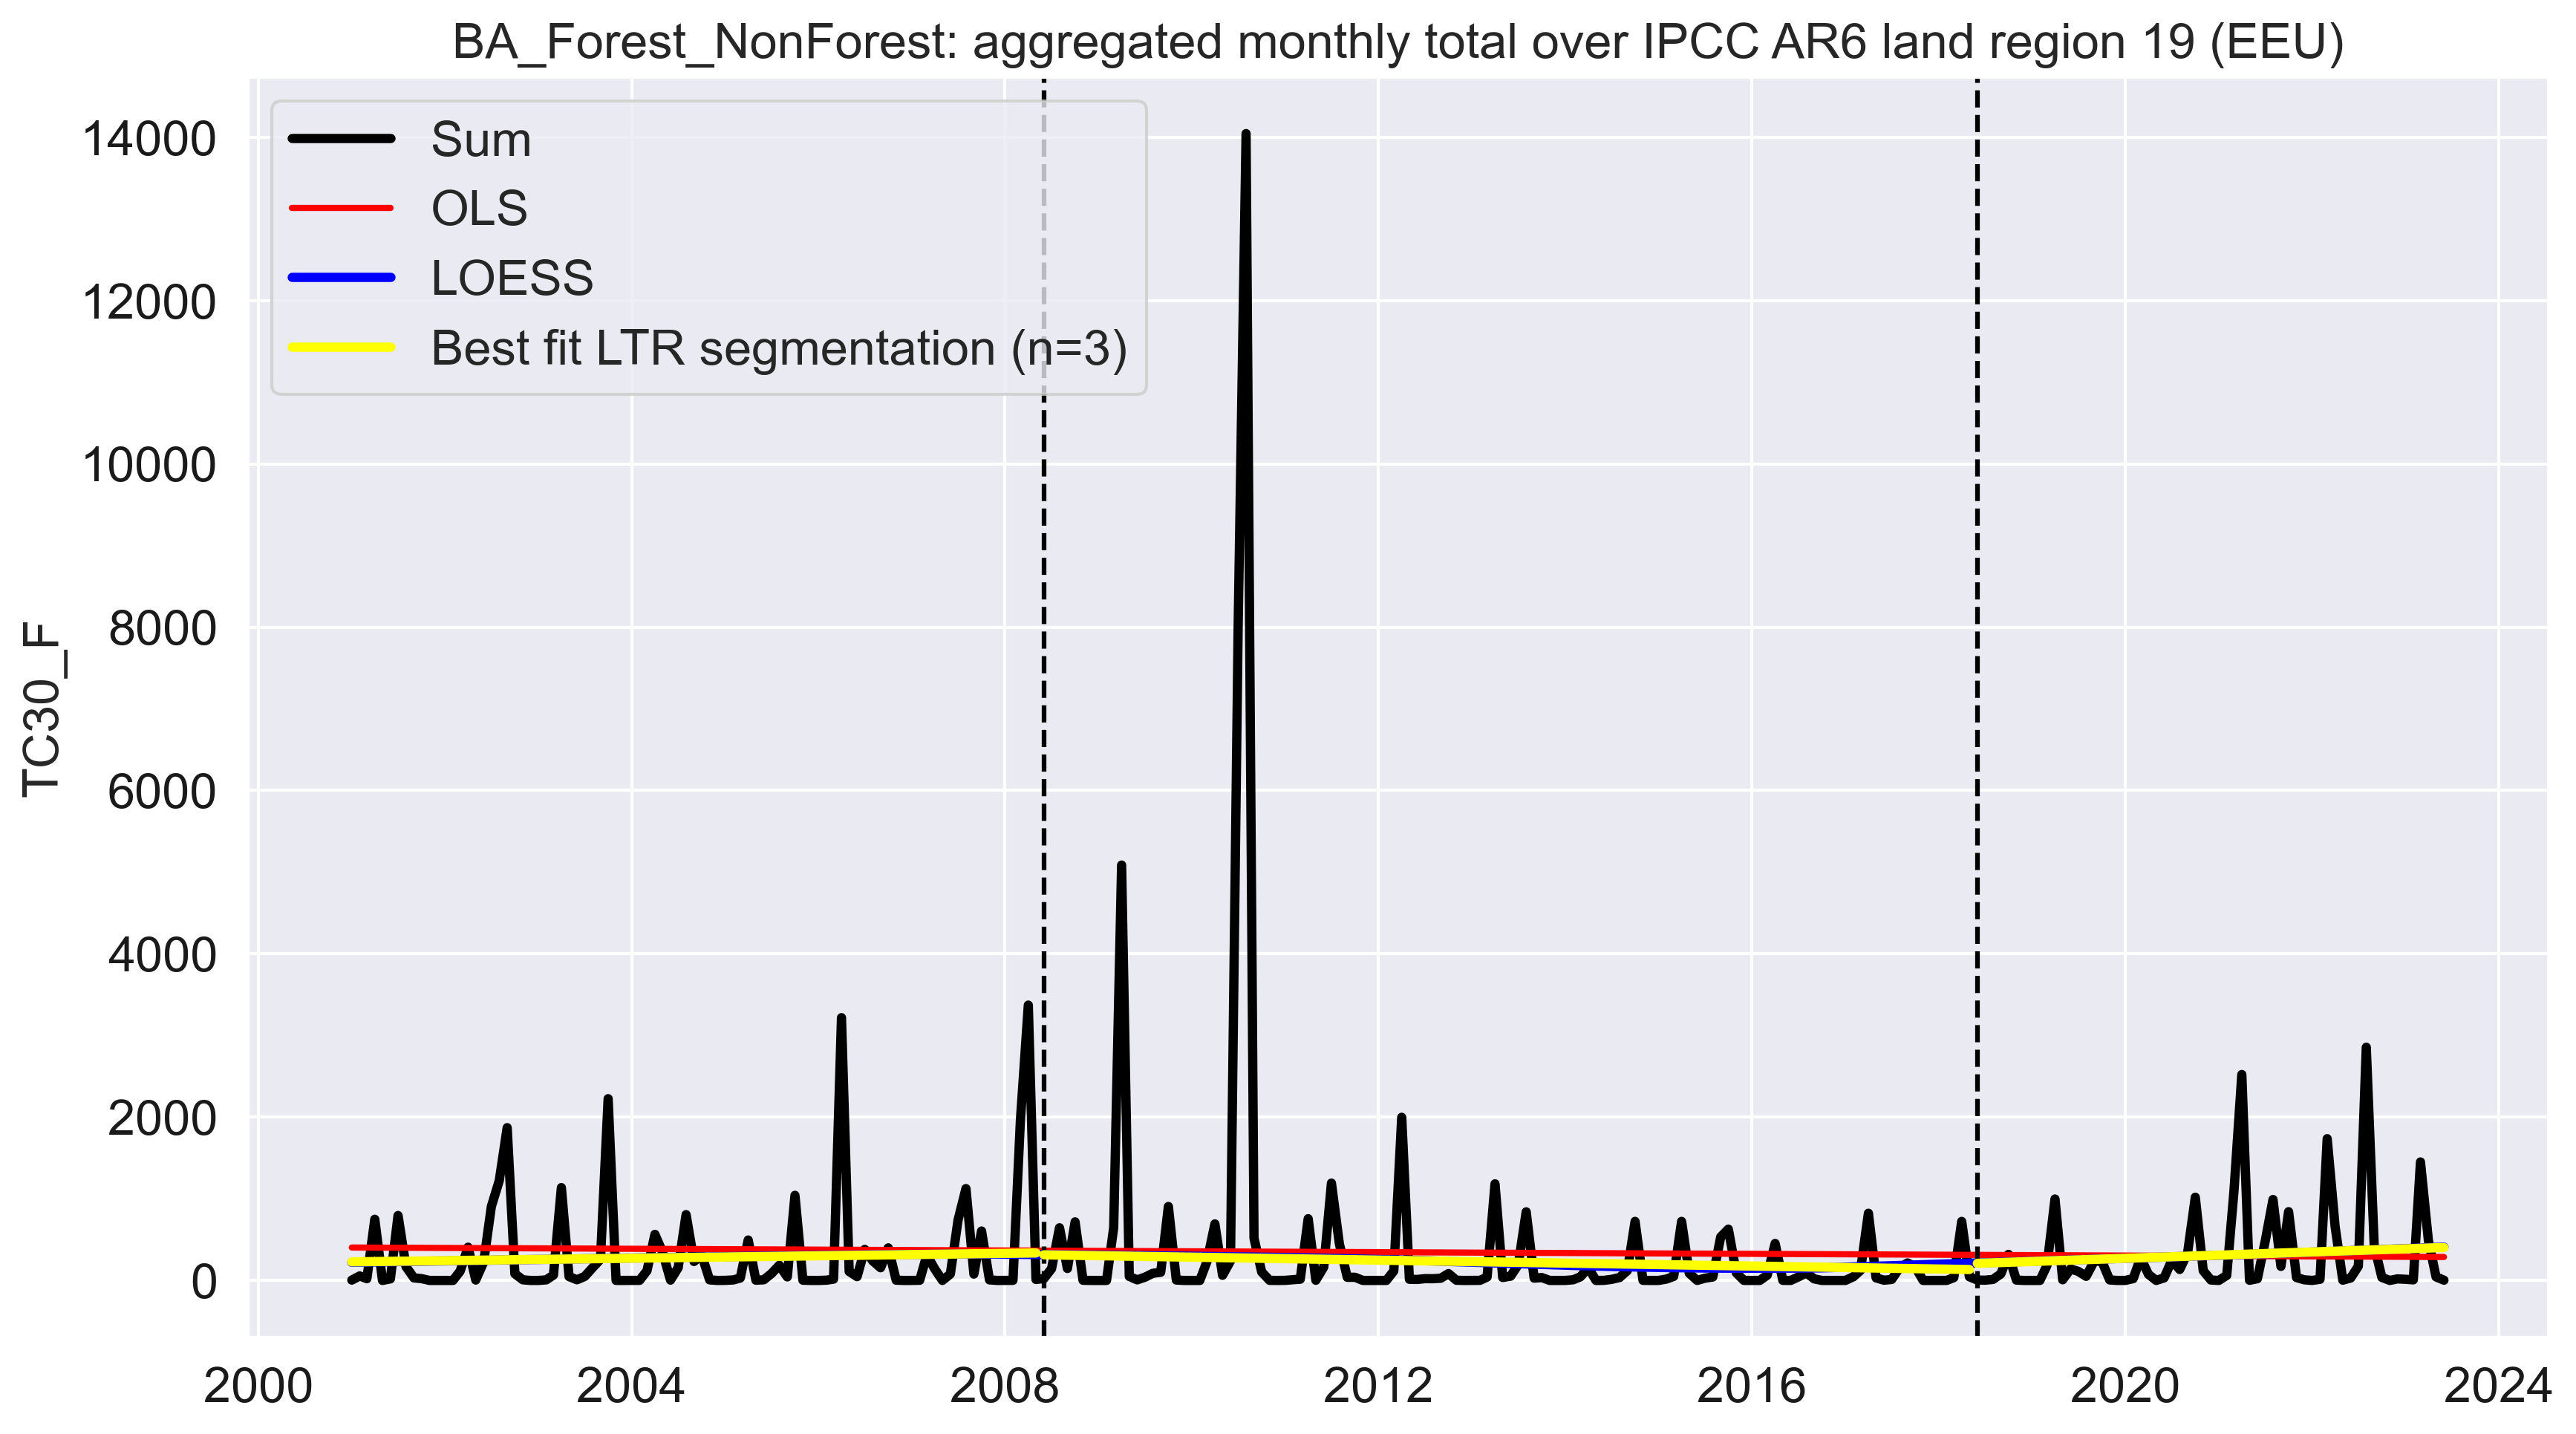 BA_Forest_NonForest: aggregated monthly total over IPCC AR6 land region 19 (EEU)
Sum
OLS
LOESS
Best fit LTR segmentation (n=3)
TC30_F
14000
12000
10000
8000
6000
4000
2000
0
2000 2004 2008 2012 2016 2020 2024